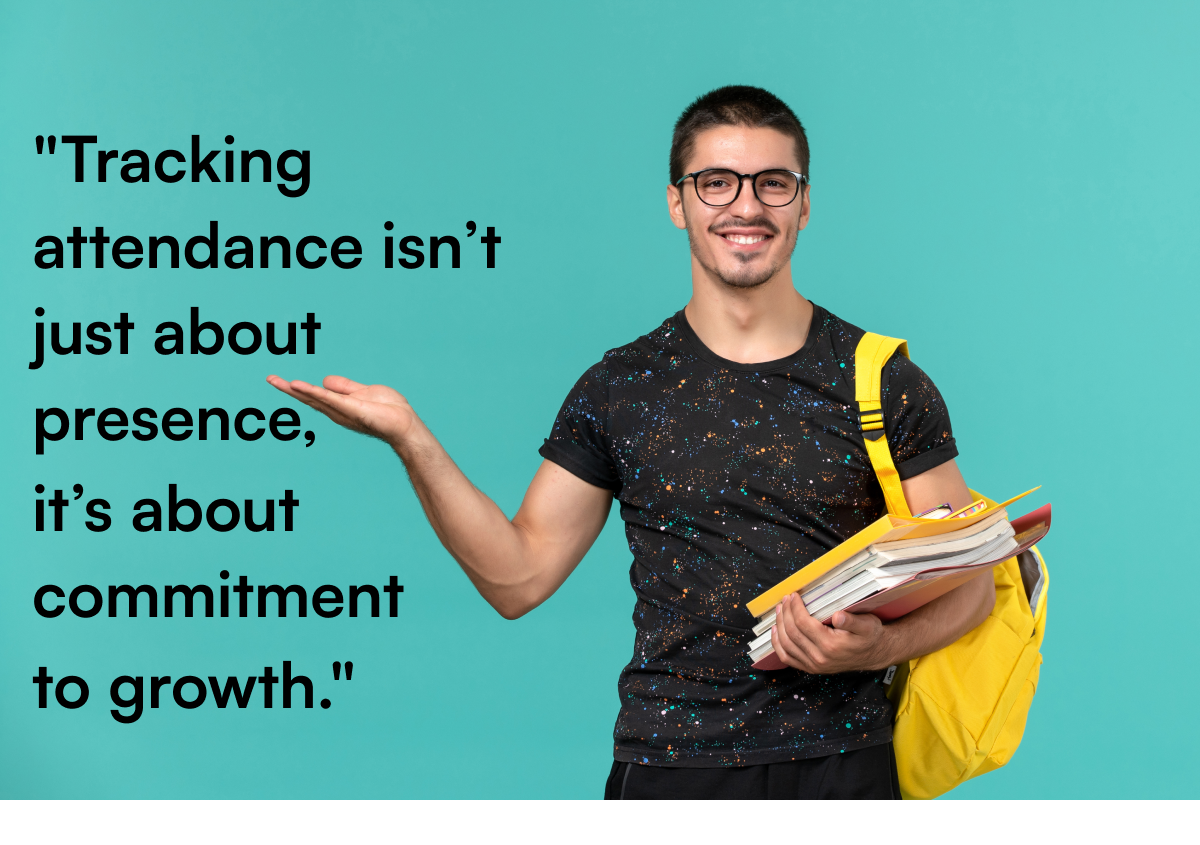 "Tracking
attendance isn’t
just about
presence,
it’s about
commitment
to growth."